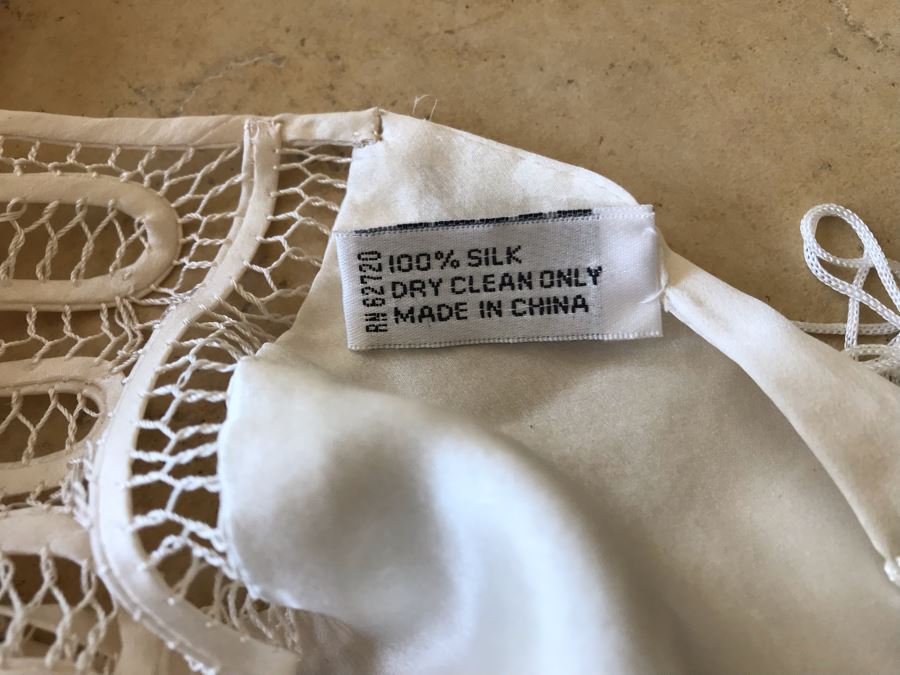 RN 62720
100% SILK
DRY CLEAN ONLY
MADE IN CHINA